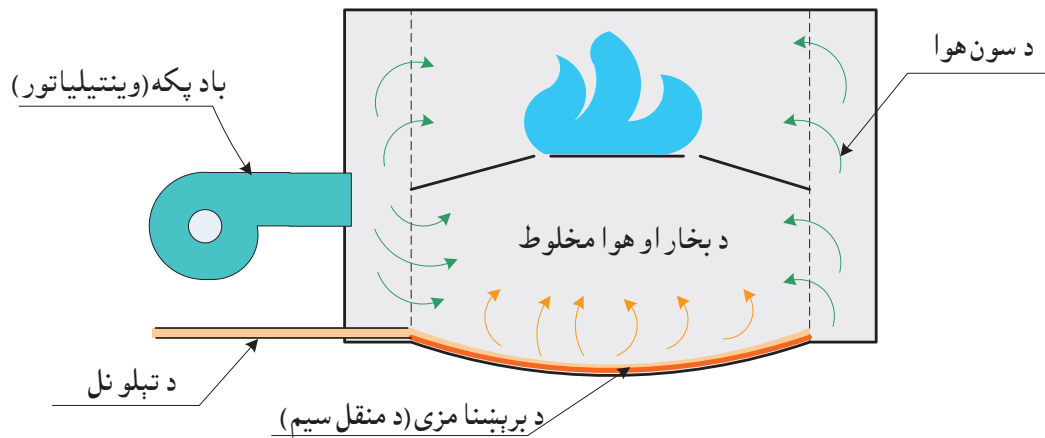 د سون هوا
باد پکه(وینتیلیاتور)
د بخار او هوا مخلوط
د تېلو نل
د برېښنا مزی(د منقل سیم)